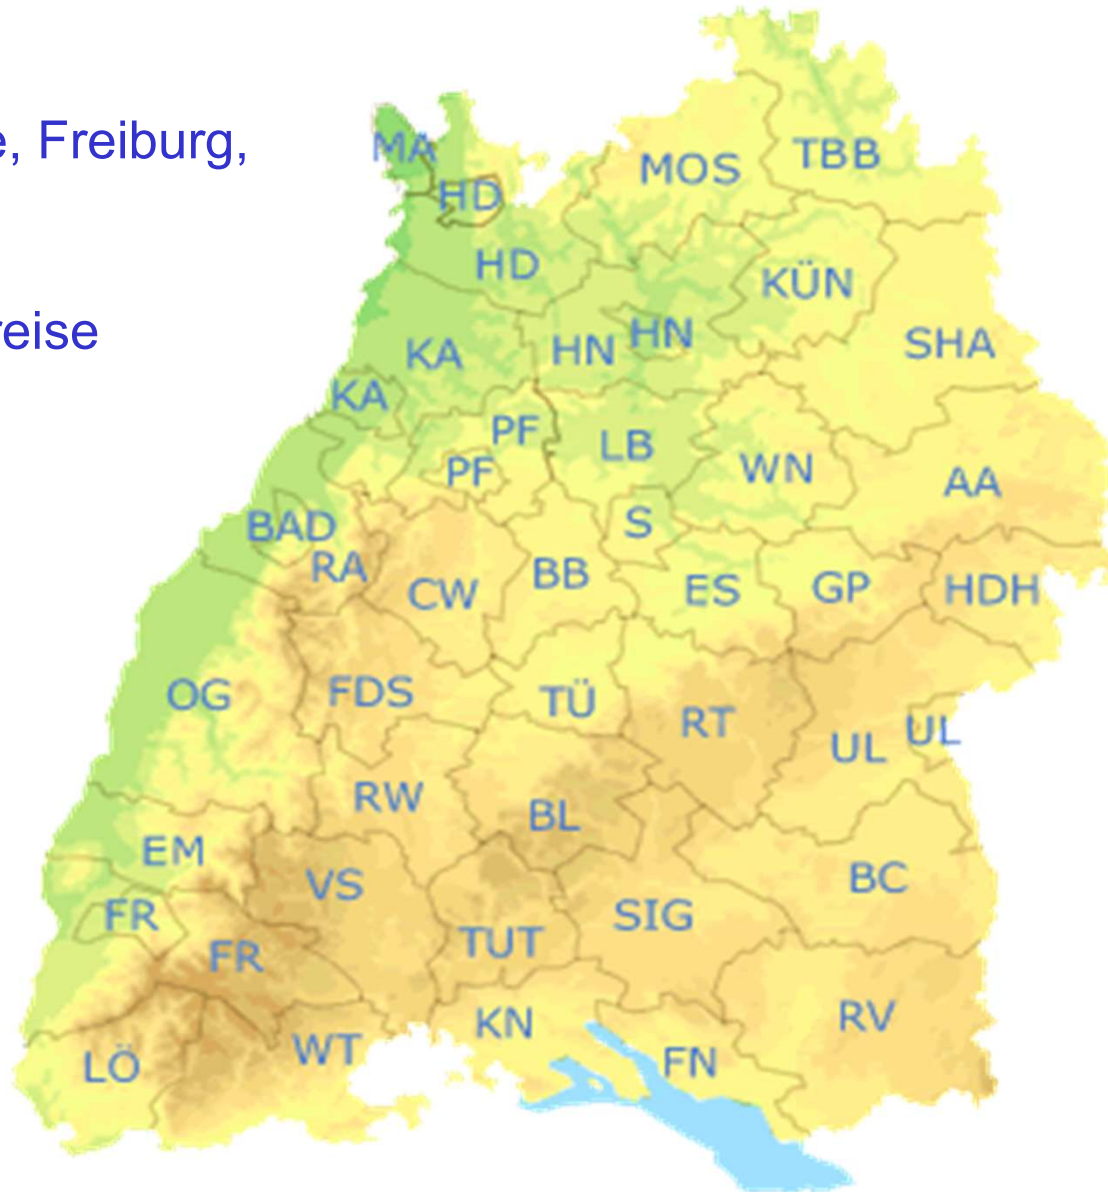 e, Freiburg,
reise
MA
TBB
MOS
HD
HD
KÜN
HN
HN
SHA
KA
KA
PF
LB
PF
WN
AA
BAD
S
RA
BB
CW
ES
GP
HDH
OG
FDS
TÜ
RT
UL
UL
RW
BL
EM
VS
BC
FR
SIG
TUT
FR
RV
KN
WT
FN
LÖ